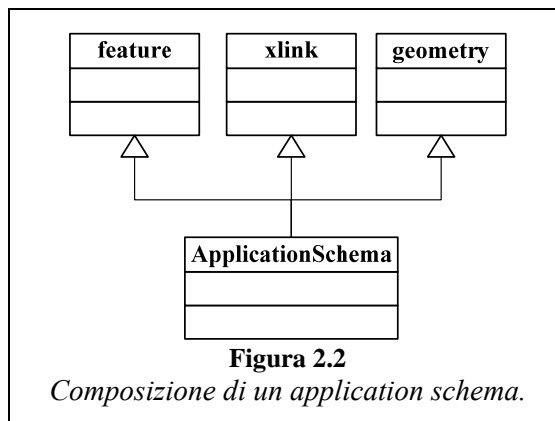 feature
xlink
geometry
ApplicationSchema
Figura 2.2
Composizione di un application schema.